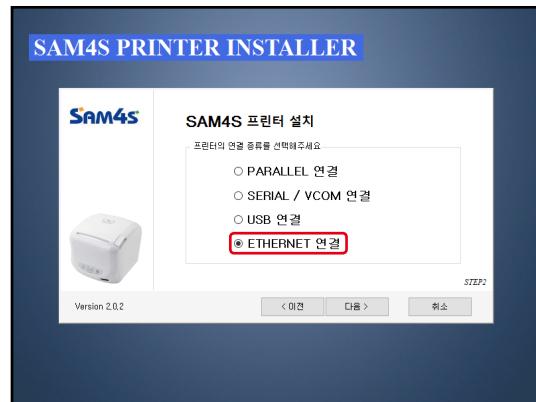 SAM4S PRINTER INSTALLER
SAM4S
SAM4S 프린터 설치
프린터의 연결 종류를 선택해주세요
PARALLEL 연결
SERIAL / VCOM 연결
USB 연결
ETHERNET 연결
STEP2
Version 2.0.2
< 이전
다음 >
취소